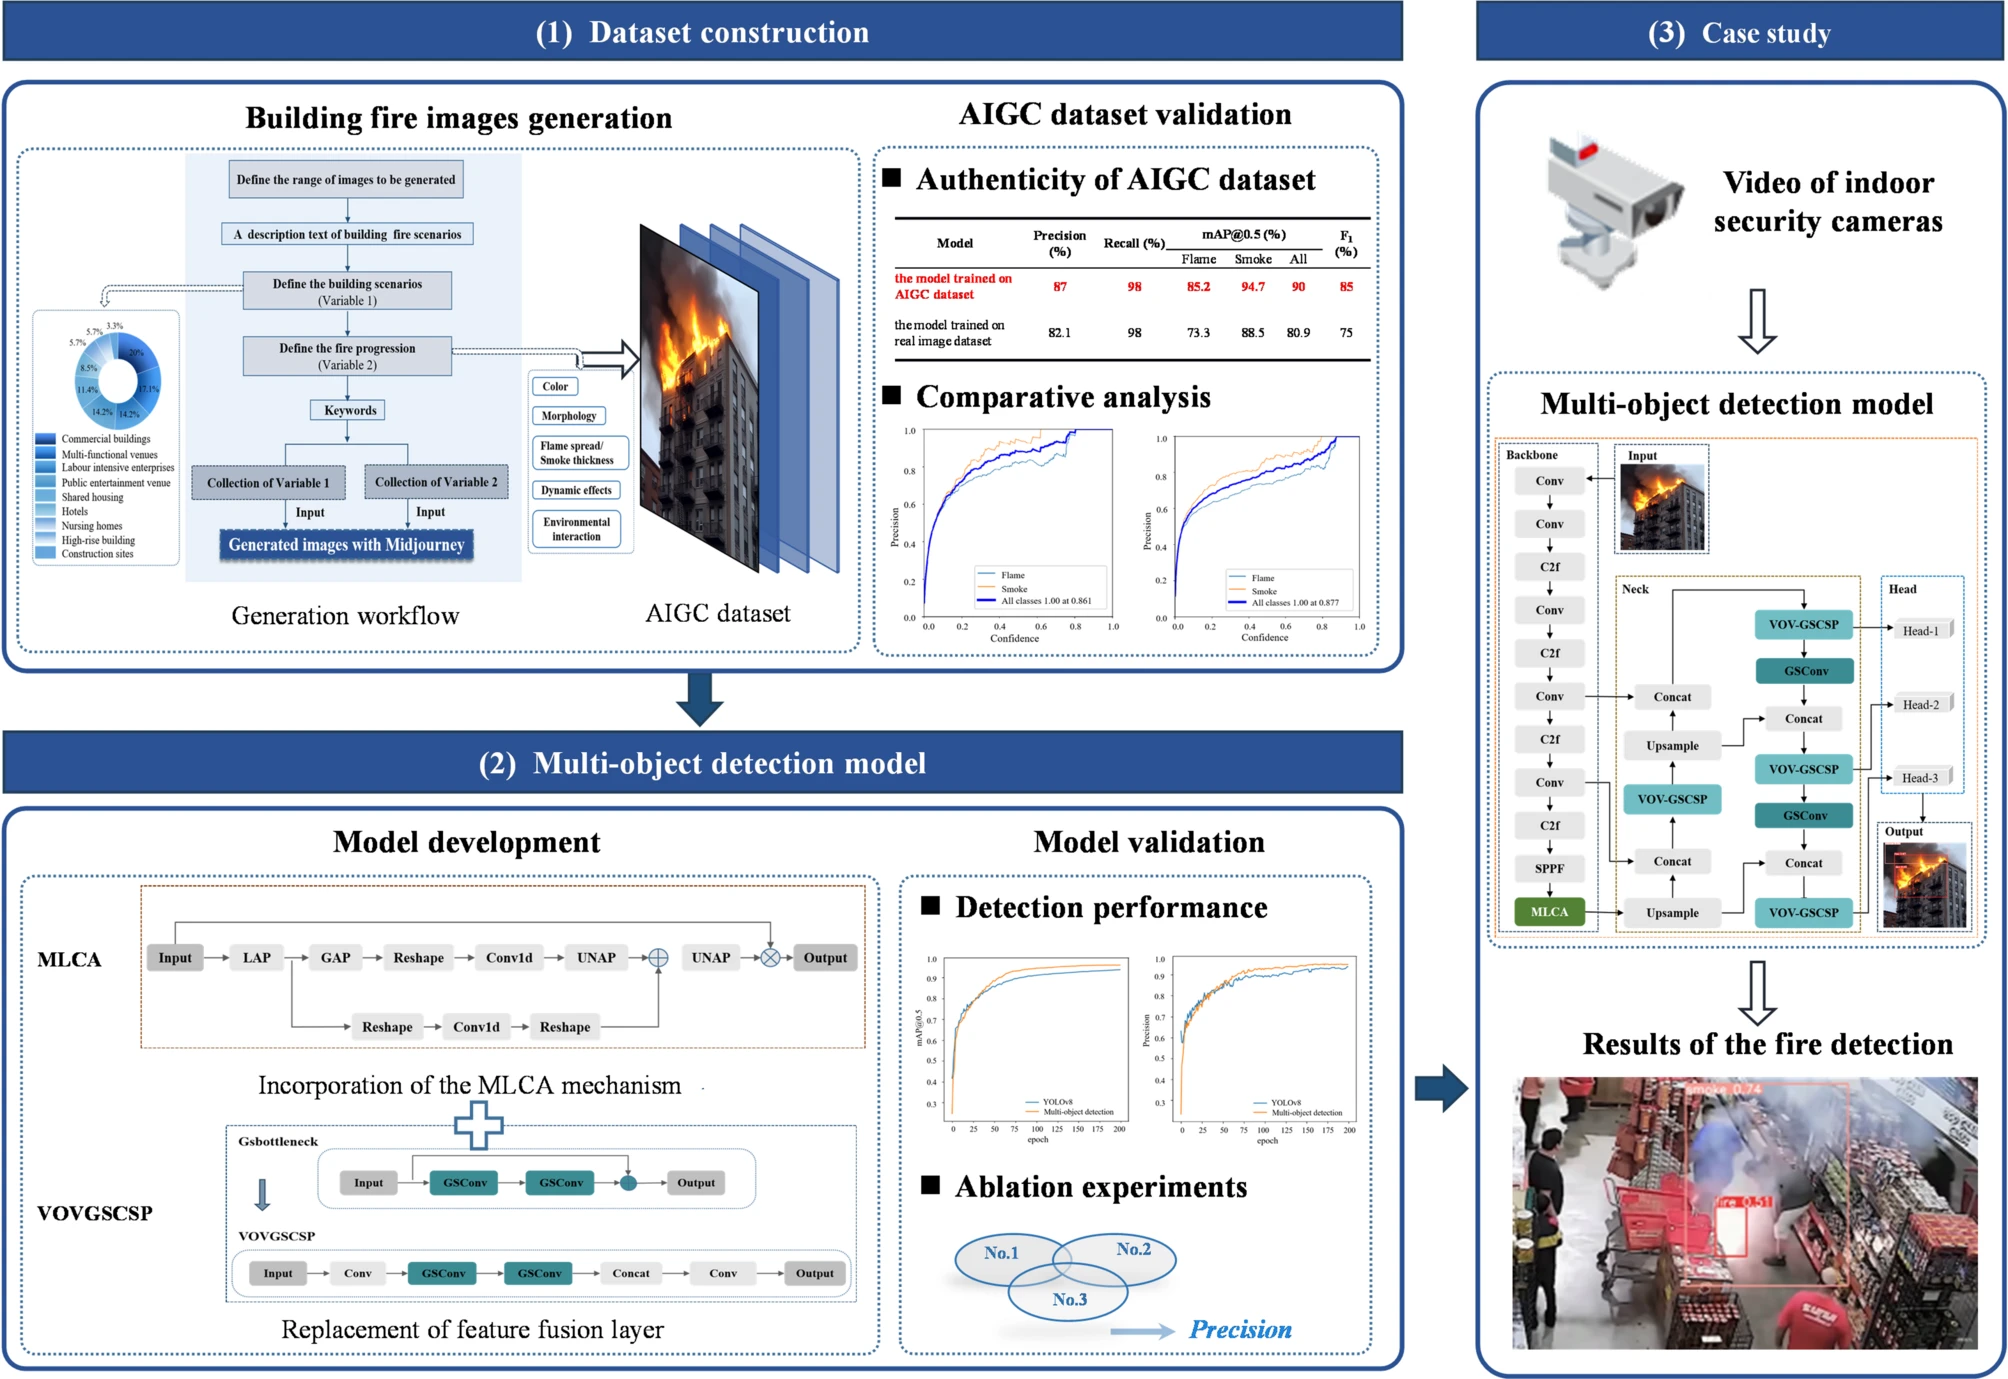 (1) Dataset construction
Building fire images generation
Define the range of images to be generated
A description text of building fire scenarios
Define the building scenarios
(Variable 1)
Define the fire progression
(Variable 2)
Keywords
Collection of Variable 1
Collection of Variable 2
Input
Input
Generated images with Midjourney
3.3%
5.7%
5.7%
8.5%
11.4%
14.2%
14.2%
17.1%
20%
Commercial buildings
Multi-functional venues
Labour intensive enterprises
Public entertainment venue
Shared housing
Hotels
Nursing homes
High-rise building
Construction sites
Color
Morphology
Flame spread/
Smoke thickness
Dynamic effects
Environmental
interaction
Generation workflow
AIGC dataset
AIGC dataset validation
Authenticity of AIGC dataset
Model
Precision
(%)
Recall (%)
mAP@0.5 (%)
F1
(%)
Flame Smoke All
the model trained on
AIGC dataset
87 98 85.2 94.7 90 85
the model trained on
real image dataset
82.1 98 73.3 88.5 80.9 75
Comparative analysis
1.0
0.8
0.6
0.4
0.2
0.0
Precision
Flame
Smoke
All classes 1.00 at 0.861
0.0 0.2 0.4 0.6 0.8 1.0
Confidence
1.0
0.8
0.6
0.4
0.2
0.0
Precision
Flame
Smoke
All classes 1.00 at 0.877
0.0 0.2 0.4 0.6 0.8 1.0
Confidence
(2) Multi-object detection model
Model development
MLCA
Input LAP GAP Reshape Conv1d UNAP UNAP Output
Reshape Conv1d Reshape
Incorporation of the MLCA mechanism
VOVGSCSP
Gsbottleneck
Input GSConv GSConv Output
VOVGSCSP
Input Conv GSConv GSConv Concat Conv Output
Replacement of feature fusion layer
Model validation
Detection performance
1.0
0.9
0.8
0.7
0.6
0.5
0.4
0.3
mAP@0.5
YOLOv8
Multi-object detection
0 25 50 75 100 125 150 175 200
epoch
1.0
0.9
0.8
0.7
0.6
0.5
0.4
0.3
Precision
YOLOv8
Multi-object detection
0 25 50 75 100 125 150 175 200
epoch
Ablation experiments
No.1
No.2
No.3
Precision
(3) Case study
Video of indoor
security cameras
Multi-object detection model
Backbone
Conv
Conv
C2f
Conv
C2f
Conv
C2f
Conv
C2f
SPPF
MLCA
Input
Neck
Concat
Upsample
VOV-GSCSP
Concat
Upsample
VOV-GSCSP
GSConv
Concat
VOV-GSCSP
GSConv
Concat
VOV-GSCSP
Head
Head-1
Head-2
Head-3
Output
Results of the fire detection
smoke 0.74
fire 0.51